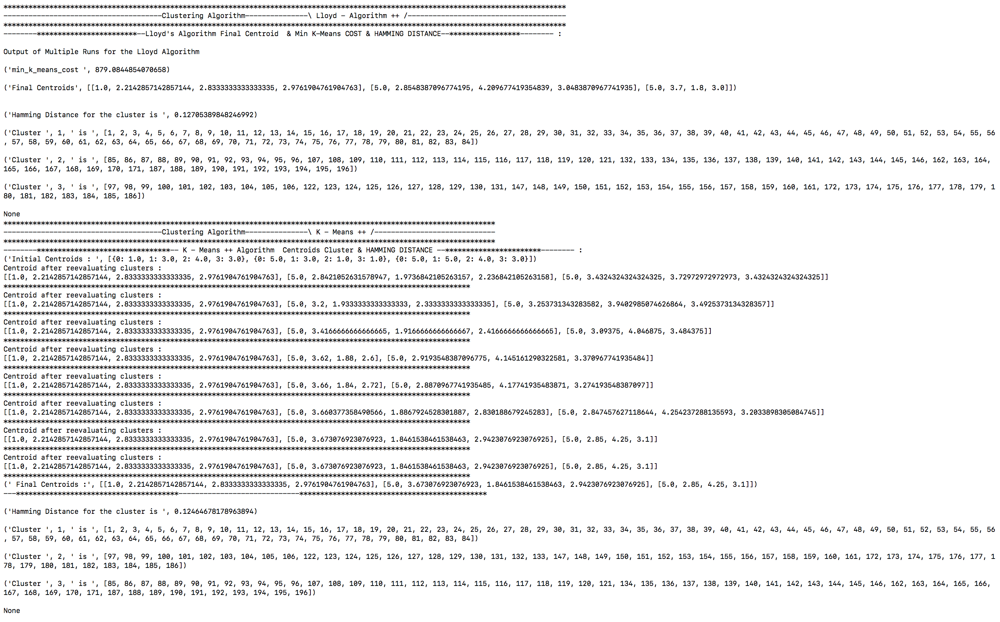 ***************************************************************************************************************************************
--------------------------------------Clustering Algorithm---------------\ Lloyd - Algorithm ++ /--------------------------------------
***************************************************************************************************************************************
--------************************--Lloyd's Algorithm Final Centroid  & Min K-Means COST & HAMMING DISTANCE--*****************-------- :
Output of Multiple Runs for the Lloyd Algorithm
('min_k_means_cost ', 879.0844854070658)
('Final Centroids', [[1.0, 2.2142857142857144, 2.8333333333333335, 2.9761904761904763], [5.0, 2.8548387096774195, 4.209677419354839, 3.0483870967741935], [5.0, 3.7, 1.8, 3.0]])
('Hamming Distance for the cluster is ', 0.12705389848246992)
('Cluster ', 1, ' is ', [1, 2, 3, 4, 5, 6, 7, 8, 9, 10, 11, 12, 13, 14, 15, 16, 17, 18, 19, 20, 21, 22, 23, 24, 25, 26, 27, 28, 29, 30, 31, 32, 33, 34, 35, 36, 37, 38, 39, 40, 41, 42, 43, 44, 45, 46, 47, 48, 49, 50, 51, 52, 53, 54, 55, 56
, 57, 58, 59, 60, 61, 62, 63, 64, 65, 66, 67, 68, 69, 70, 71, 72, 73, 74, 75, 76, 77, 78, 79, 80, 81, 82, 83, 84])
('Cluster ', 2, ' is ', [85, 86, 87, 88, 89, 90, 91, 92, 93, 94, 95, 96, 107, 108, 109, 110, 111, 112, 113, 114, 115, 116, 117, 118, 119, 120, 121, 132, 133, 134, 135, 136, 137, 138, 139, 140, 141, 142, 143, 144, 145, 146, 162, 163, 164,
165, 166, 167, 168, 169, 170, 171, 187, 188, 189, 190, 191, 192, 193, 194, 195, 196])
('Cluster ', 3, ' is ', [97, 98, 99, 100, 101, 102, 103, 104, 105, 106, 122, 123, 124, 125, 126, 127, 128, 129, 130, 131, 147, 148, 149, 150, 151, 152, 153, 154, 155, 156, 157, 158, 159, 160, 161, 172, 173, 174, 175, 176, 177, 178, 179, 1
80, 181, 182, 183, 184, 185, 186])
None
**********************************************************************************************************************
--------------------------------------Clustering Algorithm---------------\ K - Means ++ /-----------------------------
**********************************************************************************************************************
--------********************************-- K - Means ++ Algorithm  Centroids Cluster & HAMMING DISTANCE --***********************-------- :
('Initial Centroids : ', [{0: 1.0, 1: 3.0, 2: 4.0, 3: 3.0}, {0: 5.0, 1: 3.0, 2: 1.0, 3: 1.0}, {0: 5.0, 1: 5.0, 2: 4.0, 3: 3.0}])
Centroid after reevaluating clusters :
[[1.0, 2.2142857142857144, 2.8333333333333335, 2.9761904761904763], [5.0, 2.8421052631578947, 1.9736842105263157, 2.236842105263158], [5.0, 3.4324324324324325, 3.72972972972973, 3.4324324324324325]]
****************************************************************************************************************
Centroid after reevaluating clusters :
[[1.0, 2.2142857142857144, 2.8333333333333335, 2.9761904761904763], [5.0, 3.2, 1.9333333333333333, 2.3333333333333335], [5.0, 3.253731343283582, 3.9402985074626864, 3.4925373134328357]]
****************************************************************************************************************
Centroid after reevaluating clusters :
[[1.0, 2.2142857142857144, 2.8333333333333335, 2.9761904761904763], [5.0, 3.4166666666666665, 1.9166666666666667, 2.4166666666666665], [5.0, 3.09375, 4.046875, 3.484375]]
****************************************************************************************************************
Centroid after reevaluating clusters :
[[1.0, 2.2142857142857144, 2.8333333333333335, 2.9761904761904763], [5.0, 3.62, 1.88, 2.6], [5.0, 2.9193548387096775, 4.145161290322581, 3.370967741935484]]
****************************************************************************************************************
Centroid after reevaluating clusters :
[[1.0, 2.2142857142857144, 2.8333333333333335, 2.9761904761904763], [5.0, 3.66, 1.84, 2.72], [5.0, 2.8870967741935485, 4.17741935483871, 3.274193548387097]]
****************************************************************************************************************
Centroid after reevaluating clusters :
[[1.0, 2.2142857142857144, 2.8333333333333335, 2.9761904761904763], [5.0, 3.660377358490566, 1.8867924528301887, 2.830188679245283], [5.0, 2.847457627118644, 4.254237288135593, 3.2033898305084745]]
****************************************************************************************************************
Centroid after reevaluating clusters :
[[1.0, 2.2142857142857144, 2.8333333333333335, 2.9761904761904763], [5.0, 3.673076923076923, 1.8461538461538463, 2.9423076923076925], [5.0, 2.85, 4.25, 3.1]]
****************************************************************************************************************
Centroid after reevaluating clusters :
[[1.0, 2.2142857142857144, 2.8333333333333335, 2.9761904761904763], [5.0, 3.673076923076923, 1.8461538461538463, 2.9423076923076925], [5.0, 2.85, 4.25, 3.1]]
****************************************************************************************************************
(' Final Centroids :', [[1.0, 2.2142857142857144, 2.8333333333333335, 2.9761904761904763], [5.0, 3.673076923076923, 1.8461538461538463, 2.9423076923076925], [5.0, 2.85, 4.25, 3.1]])
---***************************************-----------------------------*********************************************
('Hamming Distance for the cluster is ', 0.12464678178963894)
('Cluster ', 1, ' is ', [1, 2, 3, 4, 5, 6, 7, 8, 9, 10, 11, 12, 13, 14, 15, 16, 17, 18, 19, 20, 21, 22, 23, 24, 25, 26, 27, 28, 29, 30, 31, 32, 33, 34, 35, 36, 37, 38, 39, 40, 41, 42, 43, 44, 45, 46, 47, 48, 49, 50, 51, 52, 53, 54, 55, 56
, 57, 58, 59, 60, 61, 62, 63, 64, 65, 66, 67, 68, 69, 70, 71, 72, 73, 74, 75, 76, 77, 78, 79, 80, 81, 82, 83, 84])
('Cluster ', 2, ' is ', [97, 98, 99, 100, 101, 102, 103, 104, 105, 106, 122, 123, 124, 125, 126, 127, 128, 129, 130, 131, 132, 133, 147, 148, 149, 150, 151, 152, 153, 154, 155, 156, 157, 158, 159, 160, 161, 172, 173, 174, 175, 176, 177, 1
78, 179, 180, 181, 182, 183, 184, 185, 186])
('Cluster ', 3, ' is ', [85, 86, 87, 88, 89, 90, 91, 92, 93, 94, 95, 96, 107, 108, 109, 110, 111, 112, 113, 114, 115, 116, 117, 118, 119, 120, 121, 134, 135, 136, 137, 138, 139, 140, 141, 142, 143, 144, 145, 146, 162, 163, 164, 165, 166,
167, 168, 169, 170, 171, 187, 188, 189, 190, 191, 192, 193, 194, 195, 196])
None